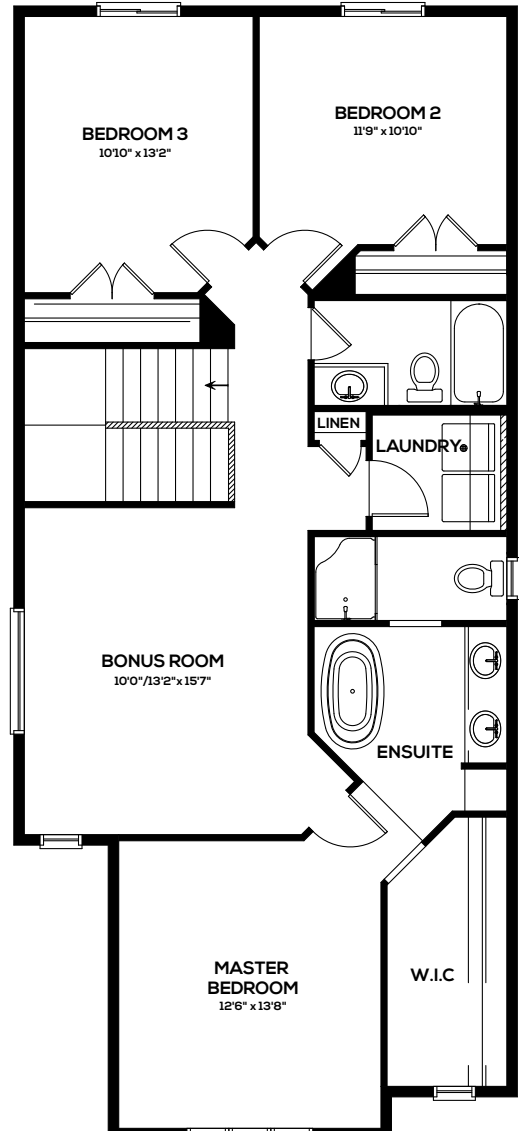 BEDROOM 3
10'10" x 13'2"
BEDROOM 2
11'9" x 10'10"
LINEN
LAUNDRY
BONUS ROOM
10'0"/13'2"x 15'7"
ENSUITE
MASTER
BEDROOM
12'6" x 13'8"
W.I.C